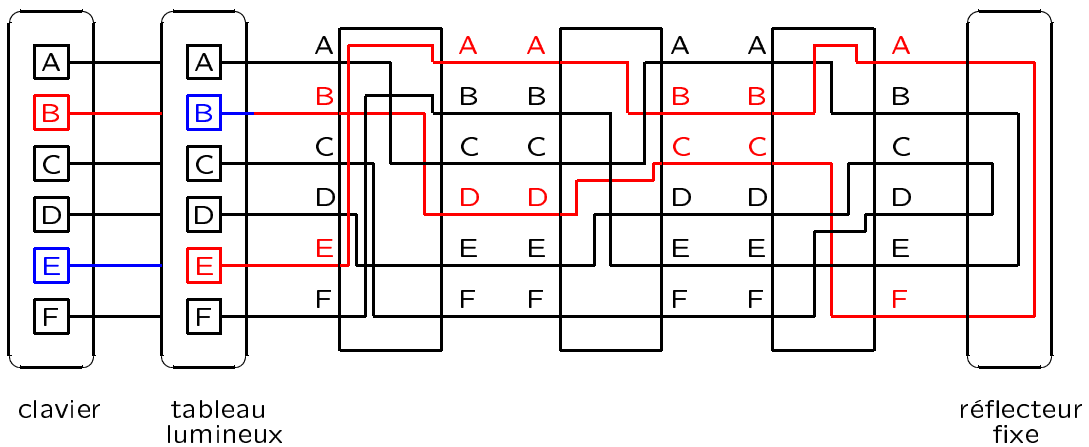 A A A A A A A A
B B B B B B B B
C C C C C C C C
D D D D D D D D
E E E E E E E E
F F F F F F F F
clavier tableau réflecteur
lumineux fixe